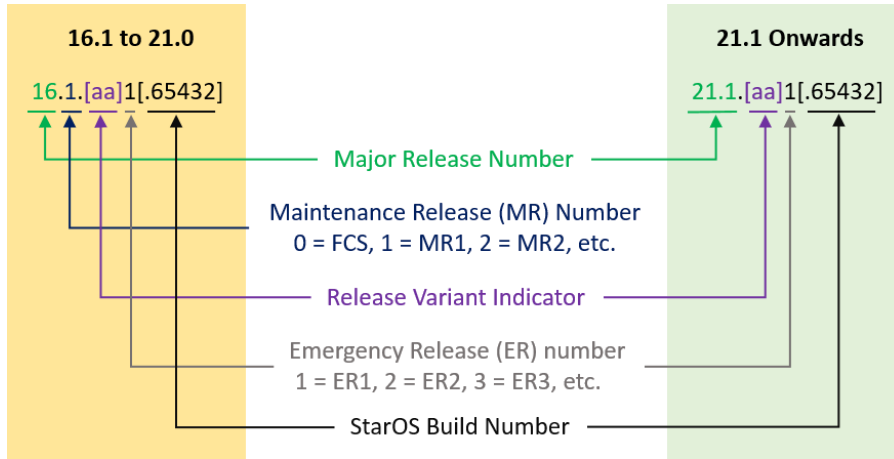 16.1 to 21.0
21.1 Onwards
16.1.[aa]1[.65432]
21.1.[aa]1[.65432]
Major Release Number
Maintenance Release (MR) Number
0 = FCS, 1 = MR1, 2 = MR2, etc.
Release Variant Indicator
Emergency Release (ER) number
1 = ER1, 2 = ER2, 3 = ER3, etc.
StarOS Build Number